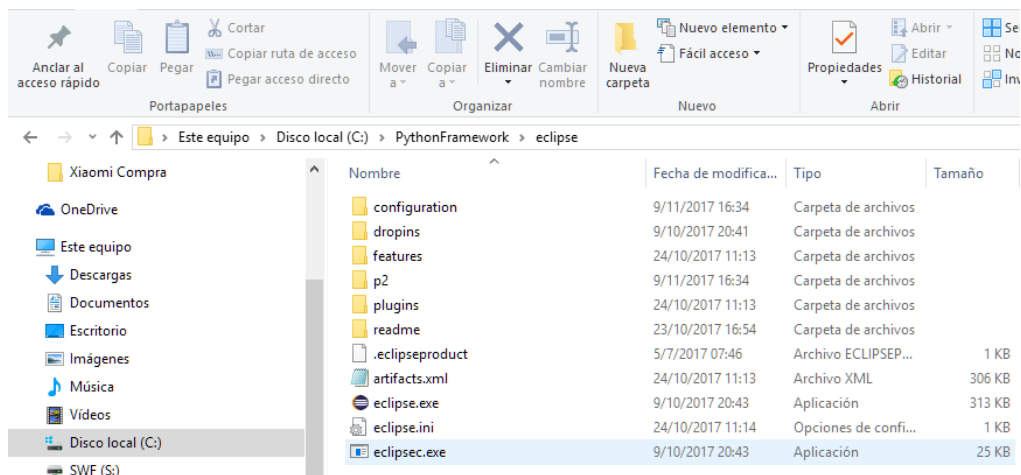 Anclar al acceso rápido
Copiar
Pegar
Cortar
Copiar ruta de acceso
Pegar acceso directo
Portapapeles
Mover a
Copiar a
Eliminar
Cambiar nombre
Organizar
Nueva carpeta
Nuevo elemento
Fácil acceso
Nuevo
Propiedades
Abrir
Editar
Historial
Abrir
Se
No
Inv
Este equipo > Disco local (C:) > PythonFramework > eclipse
Xiaomi Compra
OneDrive
Este equipo
Descargas
Documentos
Escritorio
Imágenes
Música
Vídeos
Disco local (C:)
SWF (S:)
Nombre Fecha de modifica... Tipo Tamaño
configuration 9/11/2017 16:34 Carpeta de archivos
dropins 9/10/2017 20:41 Carpeta de archivos
features 24/10/2017 11:13 Carpeta de archivos
p2 9/11/2017 16:34 Carpeta de archivos
plugins 24/10/2017 11:13 Carpeta de archivos
readme 23/10/2017 16:54 Carpeta de archivos
.eclipseproduct 5/7/2017 07:46 Archivo ECLIPSEP... 1 KB
artifacts.xml 24/10/2017 11:13 Archivo XML 306 KB
eclipse.exe 9/10/2017 20:43 Aplicación 313 KB
eclipse.ini 24/10/2017 11:14 Opciones de confi... 1 KB
eclipsec.exe 9/10/2017 20:43 Aplicación 25 KB